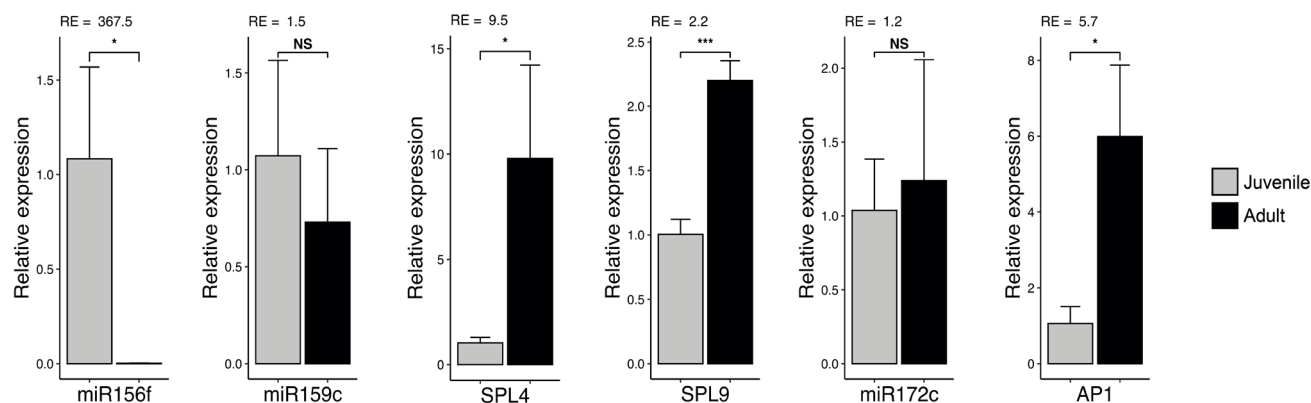 RE = 367.5
*
Relative expression
1.5
1.0
0.5
0.0
miR156f
RE = 1.5
NS
Relative expression
1.5
1.0
0.5
0.0
miR159c
RE = 9.5
*
Relative expression
15
10
5
0
SPL4
RE = 2.2
***
Relative expression
2.5
2.0
1.5
1.0
0.5
0.0
SPL9
RE = 1.2
NS
Relative expression
2.0
1.5
1.0
0.5
0.0
miR172c
RE = 5.7
*
Relative expression
8
6
4
2
0
AP1
Juvenile
Adult